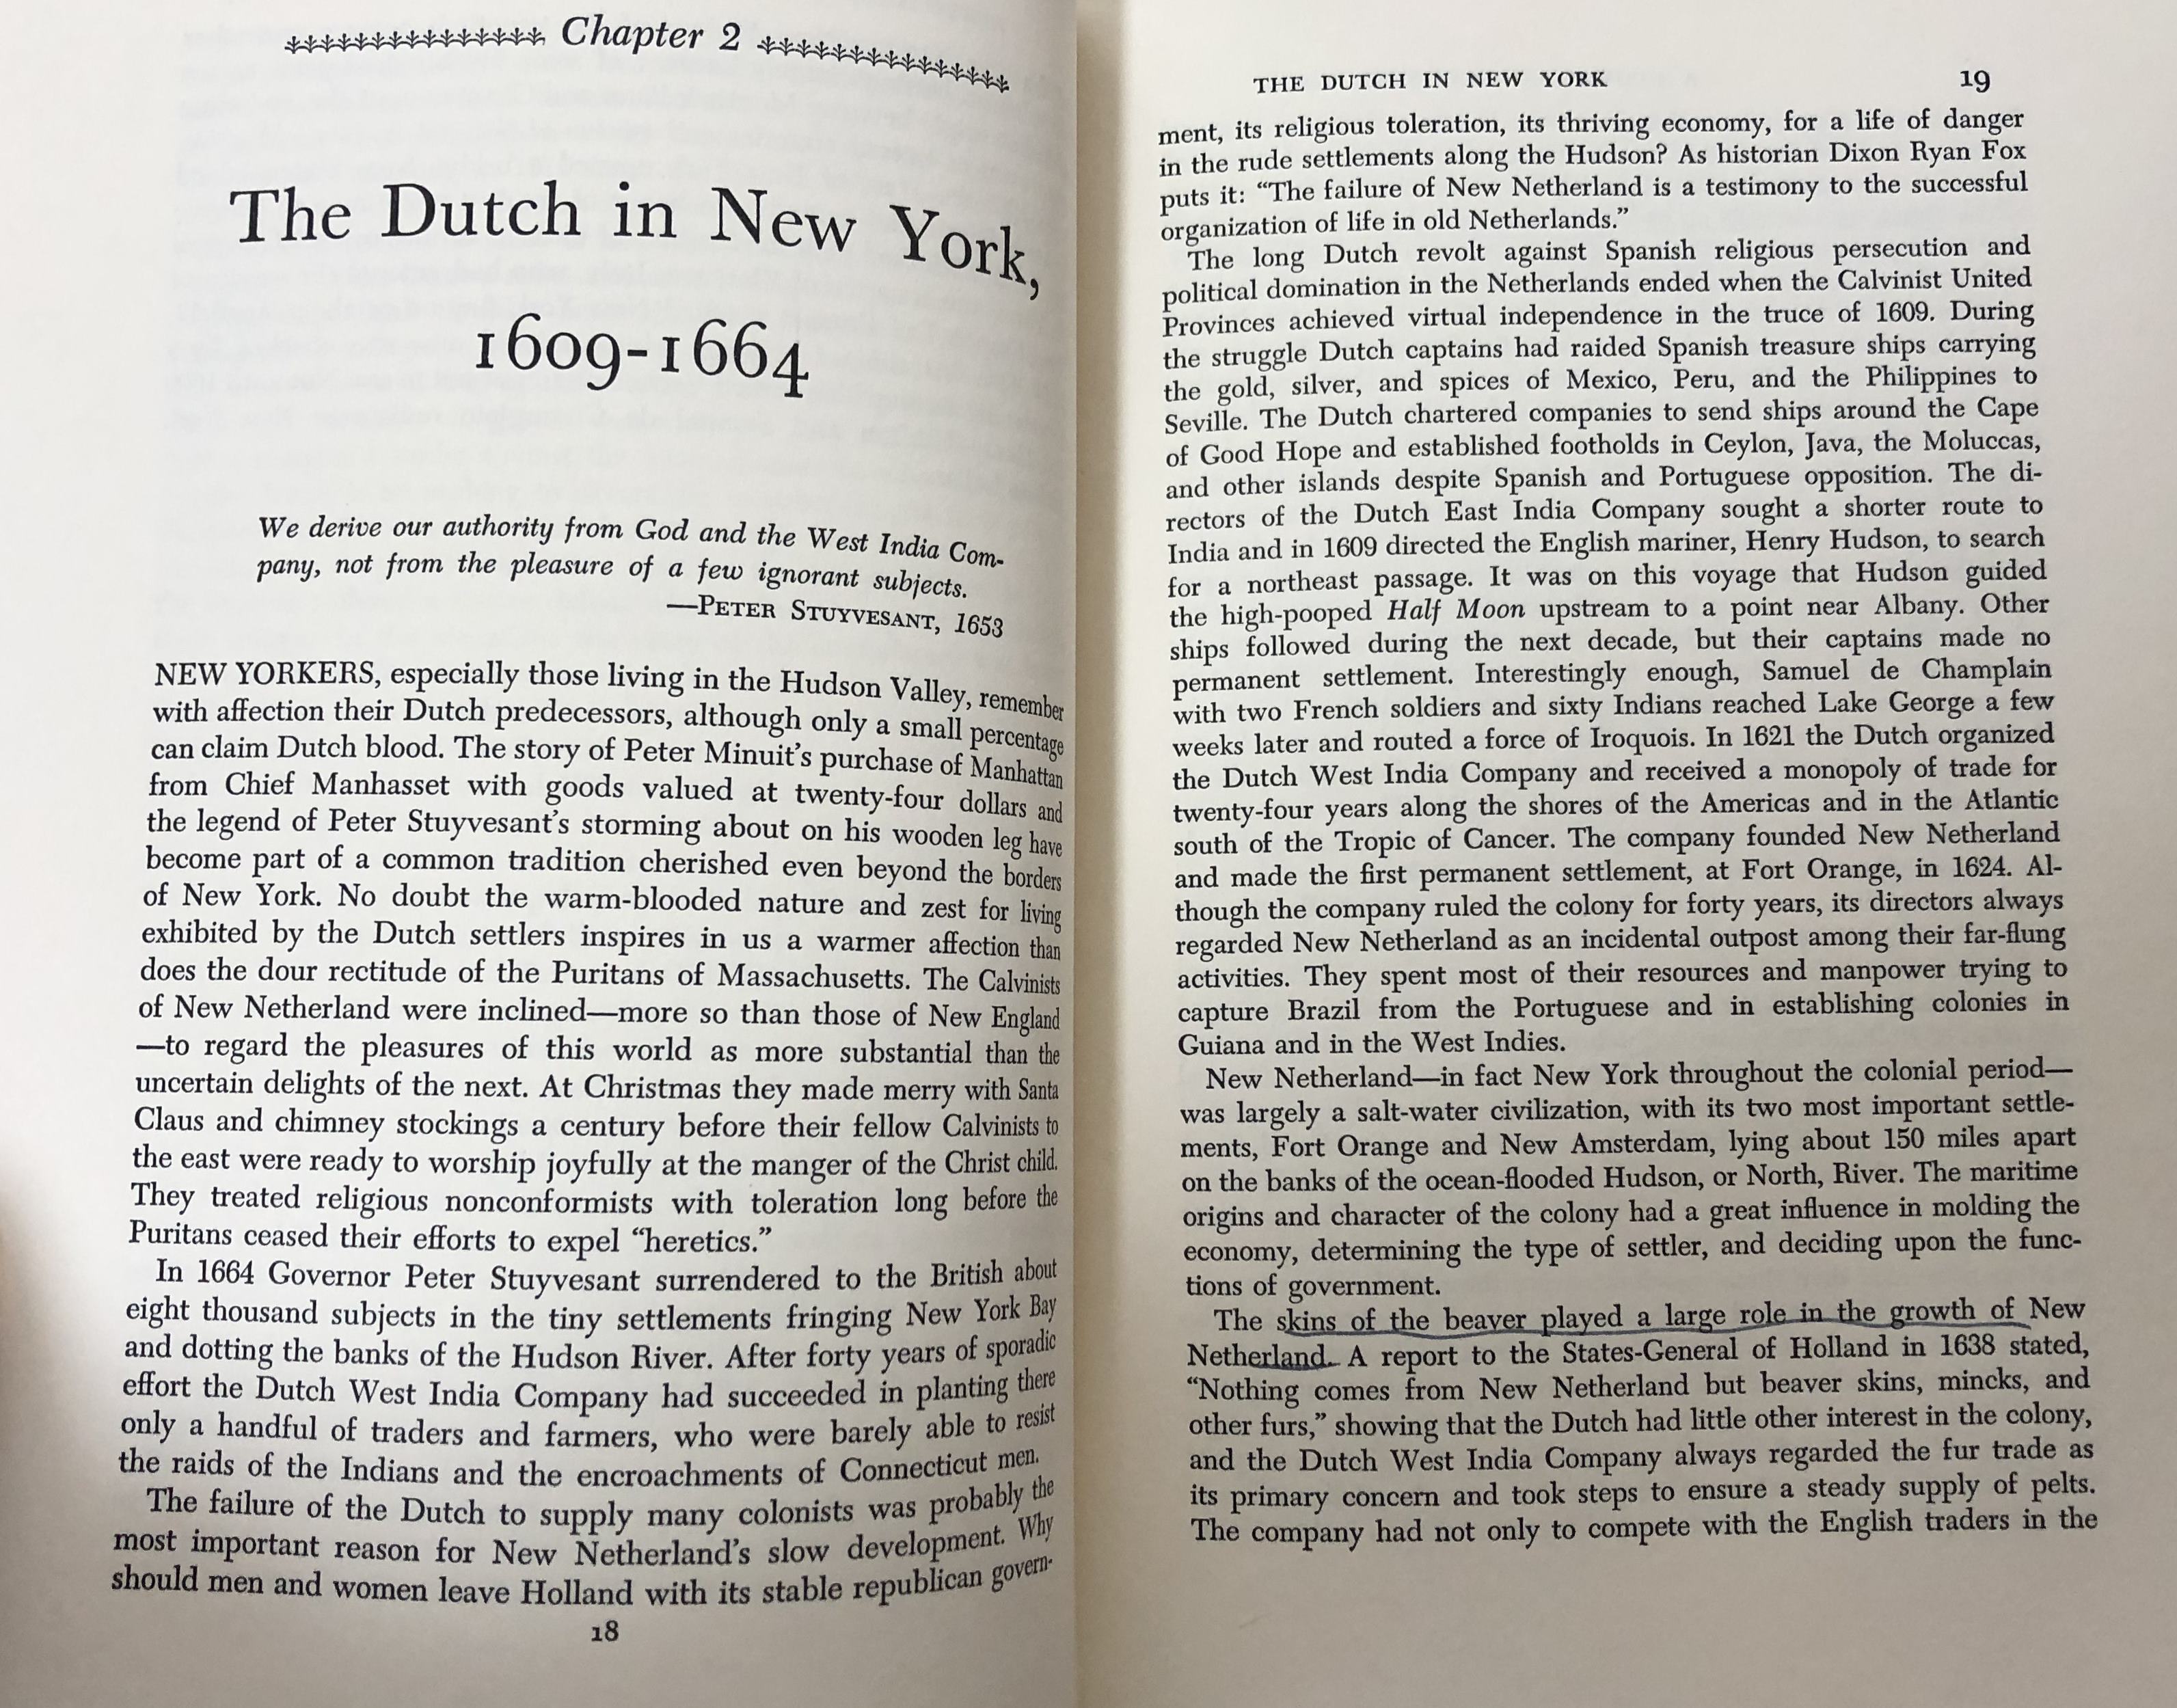 Chapter 2
The Dutch in New York,
1609-1664
We derive our authority from God and the West India Com-
pany, not from the pleasure of a few ignorant subjects.
—PETER STUYVESANT, 1653
NEW YORKERS, especially those living in the Hudson Valley, remember
with affection their Dutch predecessors, although only a small percentage
can claim Dutch blood. The story of Peter Minuit's purchase of Manhattan
from Chief Manhasset with goods valued at twenty-four dollars and
the legend of Peter Stuyvesant's storming about on his wooden leg have
become part of a common tradition cherished even beyond the borders
of New York. No doubt the warm-blooded nature and zest for living
exhibited by the Dutch settlers inspires in us a warmer affection than
does the dour rectitude of the Puritans of Massachusetts. The Calvinists
of New Netherland were inclined—more so than those of New England
—to regard the pleasures of this world as more substantial than the
uncertain delights of the next. At Christmas they made merry with Santa
Claus and chimney stockings a century before their fellow Calvinists to
the east were ready to worship joyfully at the manger of the Christ child.
They treated religious nonconformists with toleration long before the
Puritans ceased their efforts to expel “heretics.”
In 1664 Governor Peter Stuyvesant surrendered to the British about
eight thousand subjects in the tiny settlements fringing New York Bay
and dotting the banks of the Hudson River. After forty years of sporadic
effort the Dutch West India Company had succeeded in planting there
only a handful of traders and farmers, who were barely able to resist
the raids of the Indians and the encroachments of Connecticut men.
The failure of the Dutch to supply many colonists was probably the
most important reason for New Netherland's slow development. Why
should men and women leave Holland with its stable republican govern-
18
THE DUTCH IN NEW YORK 19
ment, its religious toleration, its thriving economy, for a life of danger
in the rude settlements along the Hudson? As historian Dixon Ryan Fox
puts it: “The failure of New Netherland is a testimony to the successful
organization of life in old Netherlands.”
The long Dutch revolt against Spanish religious persecution and
political domination in the Netherlands ended when the Calvinist United
Provinces achieved virtual independence in the truce of 1609. During
the struggle Dutch captains had raided Spanish treasure ships carrying
the gold, silver, and spices of Mexico, Peru, and the Philippines to
Seville. The Dutch chartered companies to send ships around the Cape
of Good Hope and established footholds in Ceylon, Java, the Moluccas,
and other islands despite Spanish and Portuguese opposition. The di-
rectors of the Dutch East India Company sought a shorter route to
India and in 1609 directed the English mariner, Henry Hudson, to search
for a northeast passage. It was on this voyage that Hudson guided
the high-pooped Half Moon upstream to a point near Albany. Other
ships followed during the next decade, but their captains made no
permanent settlement. Interestingly enough, Samuel de Champlain
with two French soldiers and sixty Indians reached Lake George a few
weeks later and routed a force of Iroquois. In 1621 the Dutch organized
the Dutch West India Company and received a monopoly of trade for
twenty-four years along the shores of the Americas and in the Atlantic
south of the Tropic of Cancer. The company founded New Netherland
and made the first permanent settlement, at Fort Orange, in 1624. Al-
though the company ruled the colony for forty years, its directors always
regarded New Netherland as an incidental outpost among their far-flung
activities. They spent most of their resources and manpower trying to
capture Brazil from the Portuguese and in establishing colonies in
Guiana and in the West Indies.
New Netherland—in fact New York throughout the colonial period—
was largely a salt-water civilization, with its two most important settle-
ments, Fort Orange and New Amsterdam, lying about 150 miles apart
on the banks of the ocean-flooded Hudson, or North, River. The maritime
origins and character of the colony had a great influence in molding the
economy, determining the type of settler, and deciding upon the func-
tions of government.
The skins of the beaver played a large role in the growth of New
Netherland. A report to the States-General of Holland in 1638 stated,
“Nothing comes from New Netherland but beaver skins, mincks, and
other furs,” showing that the Dutch had little other interest in the colony,
and the Dutch West India Company always regarded the fur trade as
its primary concern and took steps to ensure a steady supply of pelts.
The company had not only to compete with the English traders in the